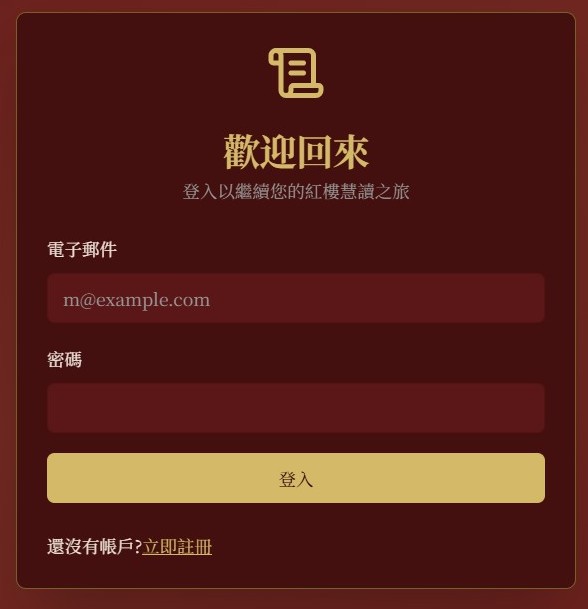 歡迎回來
登入以繼續您的紅樓慧讀之旅
電子郵件
m@example.com
密碼
登入
還沒有帳戶?立即註冊